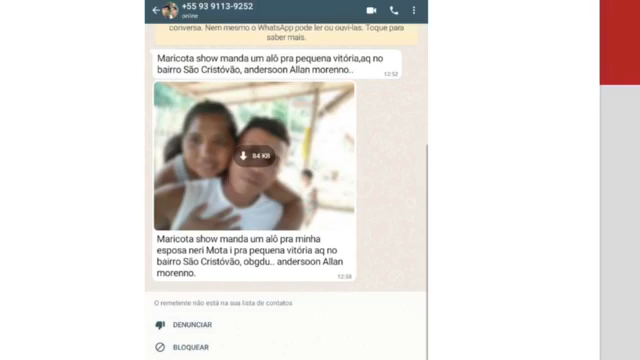 +55 93 9113-9252
online
conversa. Nem mesmo o WhatsApp pode ler ou ouvi-las. Toque para
saber mais.
Maricota show manda um alô pra pequena vitória,aq no
bairro São Cristóvão, andersoon Allan morenno..
12:52
84 KB
Maricota show manda um alô pra minha
esposa neri Mota i pra pequena vitória aq no
bairro São Cristóvão, obgdu.. andersoon Allan
morenno.
12:58
O remetente não está na sua lista de contatos
DENUNCIAR
BLOQUEAR